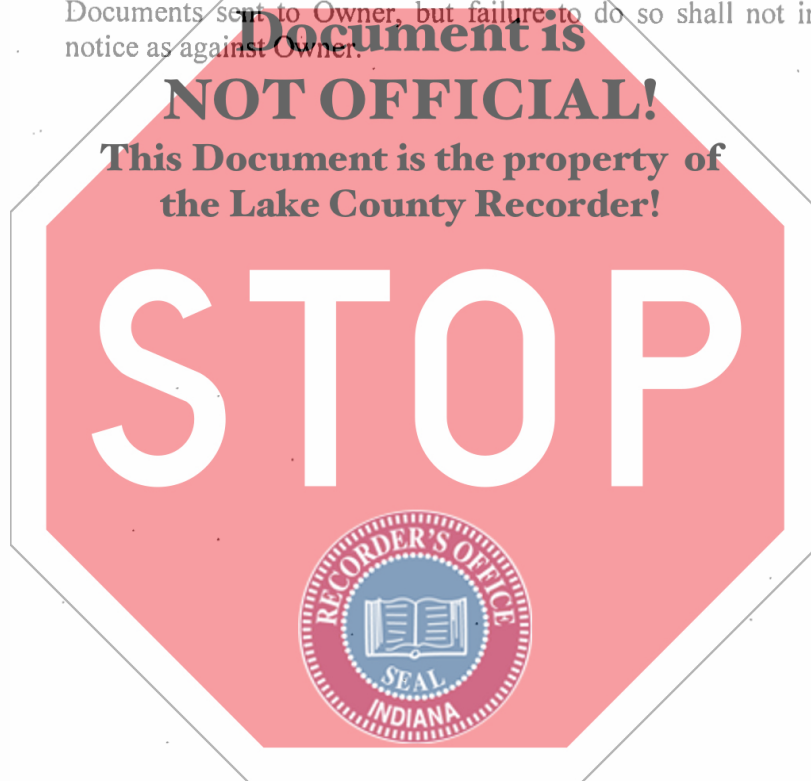 Documents sent to Owner, but failure to do so shall not
notice as against Owner.
Document is
NOT OFFICIAL!
This Document is the property of
the Lake County Recorder!
STOP
RECORDER'S OFFICE
SEAL
INDIANA